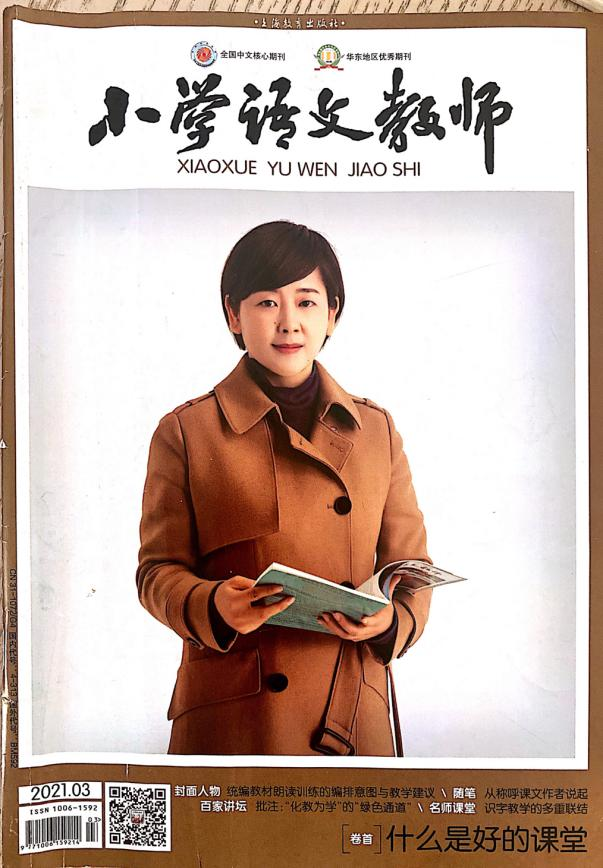 ·上海教育出版社·
全国中文核心期刊 华东地区优秀期刊
小学语文教师
XIAOXUE YU WEN JIAO SHI
2021.03
ISSN 1006-1592
03>
9 771006 159214
封面人物 统编教材朗读训练的编排意图与教学建议 \ 随笔 从称呼课文作者说起
百家讲坛 批注:“化教为学”的“绿色通道” \ 名师课堂 识字教学的多重联结
[卷首] 什么是好的课堂